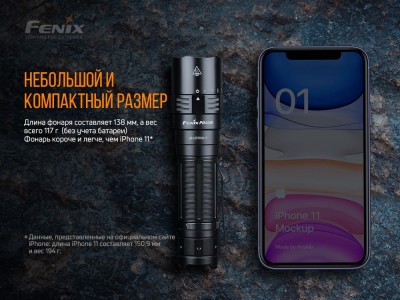 FENIX
НЕБОЛЬШОЙ И
КОМПАКТНЫЙ РАЗМЕР
Длина фонаря составляет 138 мм, а вес
всего 117 г (без учета батареи)
Фонарь короче и легче, чем iPhone 11*
* Данные, представленные на официальном сайте
iPhone: длина iPhone 11 составляет 150.9 мм
и вес 194 г.
FENIX
01
iPhone 11
Mockup